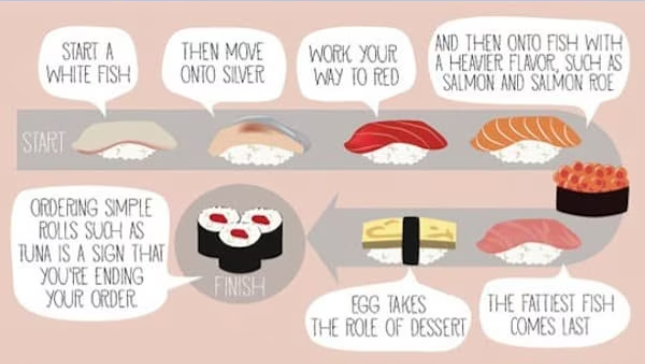 START A
WHITE FISH
THEN MOVE
ONTO SILVER
WORK YOUR
WAY TO RED
AND THEN ONTO FISH WITH
A HEAVIER FLAVOR, SUCH AS
SALMON AND SALMON ROE
START
THE FATTIEST FISH
COMES LAST
EGG TAKES
THE ROLE OF DESSERT
ORDERING SIMPLE
ROLLS SUCH AS
TUNA IS A SIGN THAT
YOU'RE ENDING
YOUR ORDER.
FINISH